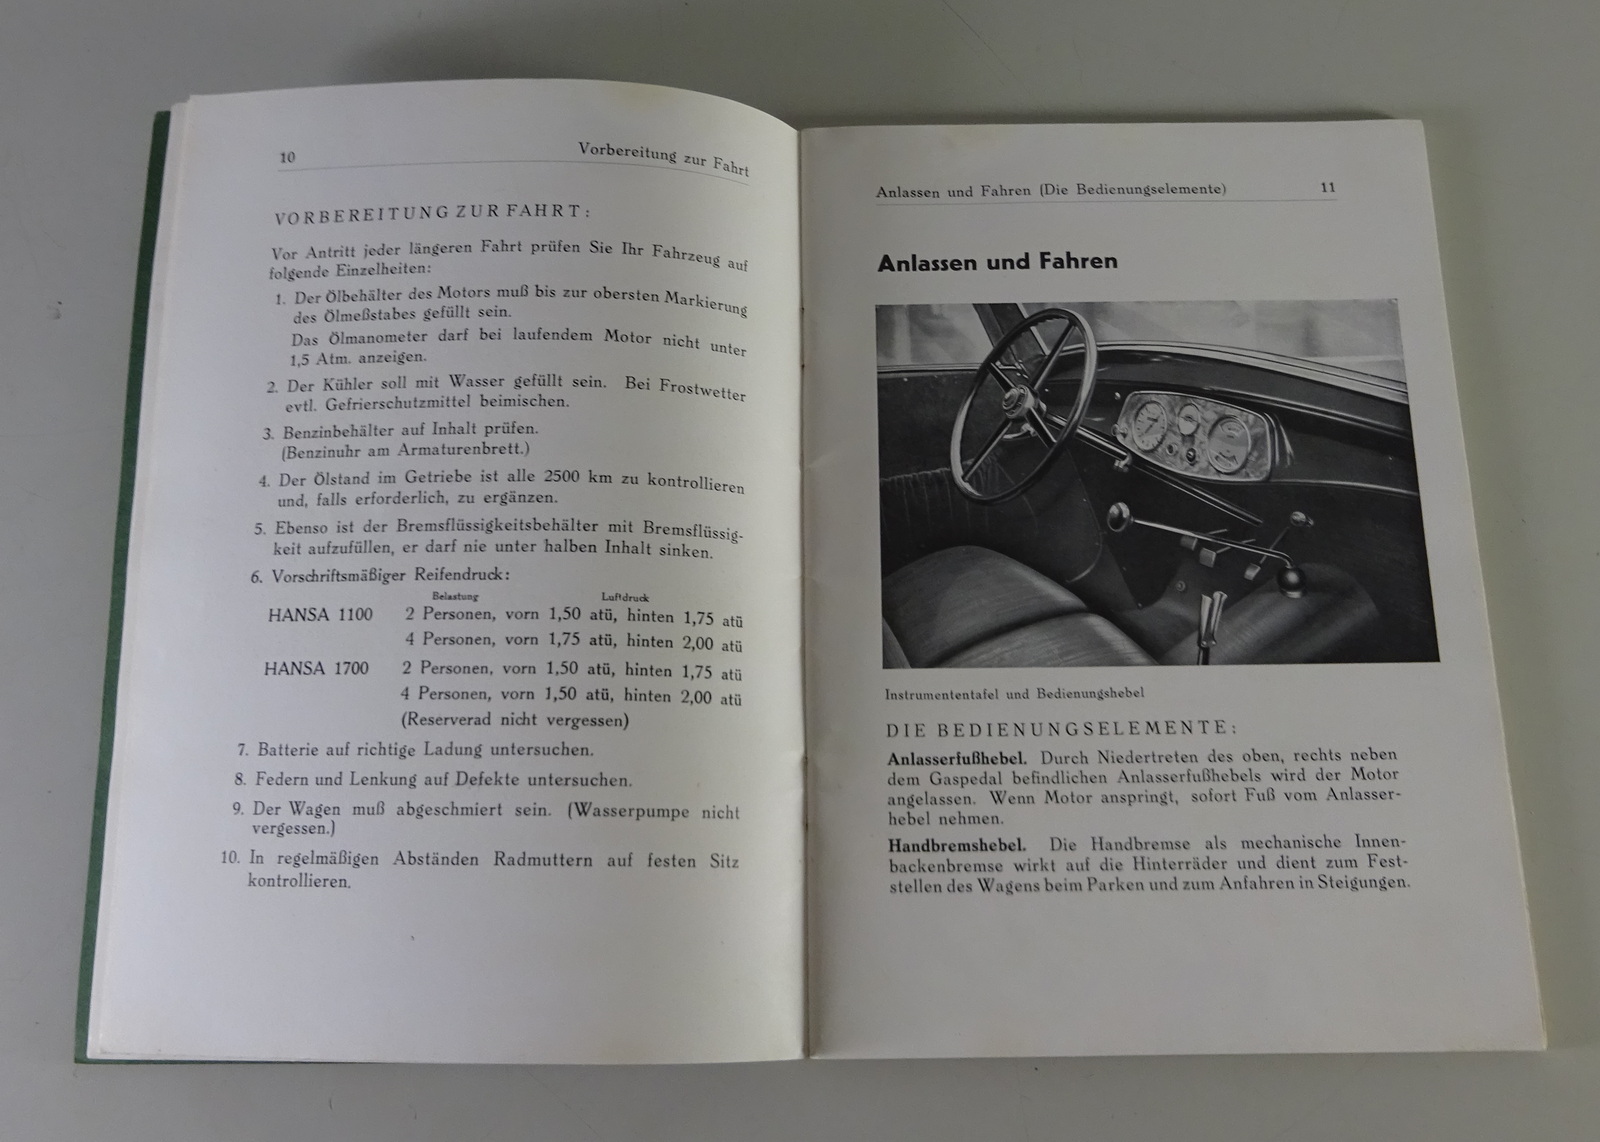 10
Vorbereitung zur Fahrt
VORBEREITUNG ZUR FAHRT:
Vor Antritt jeder längeren Fahrt prüfen Sie Ihr Fahrzeug auf
folgende Einzelheiten:
1. Der Ölbehälter des Motors muß bis zur obersten Markierung
des Ölmeßstabes gefüllt sein.
Das Ölmanometer darf bei laufendem Motor nicht unter
1,5 Atm. anzeigen.
2. Der Kühler soll mit Wasser gefüllt sein. Bei Frostwetter
evtl. Gefrierschutzmittel beimischen.
3. Benzinbehälter auf Inhalt prüfen.
(Benzinuhr am Armaturenbrett.)
4. Der Ölstand im Getriebe ist alle 2500 km zu kontrollieren
und, falls erforderlich, zu ergänzen.
5. Ebenso ist der Bremsflüssigkeitsbehälter mit Bremsflüssig-
keit aufzufüllen, er darf nie unter halben Inhalt sinken.
6. Vorschriftsmäßiger Reifendruck:
Belastung Luftdruck
HANSA 1100 2 Personen, vorn 1,50 atü, hinten 1,75 atü
4 Personen, vorn 1,75 atü, hinten 2,00 atü
HANSA 1700 2 Personen, vorn 1,50 atü, hinten 1,75 atü
4 Personen, vorn 1,50 atü, hinten 2,00 atü
(Reserverad nicht vergessen)
7. Batterie auf richtige Ladung untersuchen.
8. Federn und Lenkung auf Defekte untersuchen.
9. Der Wagen muß abgeschmiert sein. (Wasserpumpe nicht
vergessen.)
10. In regelmäßigen Abständen Radmuttern auf festen Sitz
kontrollieren.
Anlassen und Fahren (Die Bedienungselemente)
11
Anlassen und Fahren
Instrumententafel und Bedienungshebel
DIE BEDIENUNGSELEMENTE:
Anlasserfußhebel. Durch Niedertreten des oben, rechts neben
dem Gaspedal befindlichen Anlasserfußhebels wird der Motor
angelassen. Wenn Motor anspringt, sofort Fuß vom Anlasser-
hebel nehmen.
Handbremshebel. Die Handbremse als mechanische Innen-
backenbremse wirkt auf die Hinterräder und dient zum Fest-
stellen des Wagens beim Parken und zum Anfahren in Steigungen.